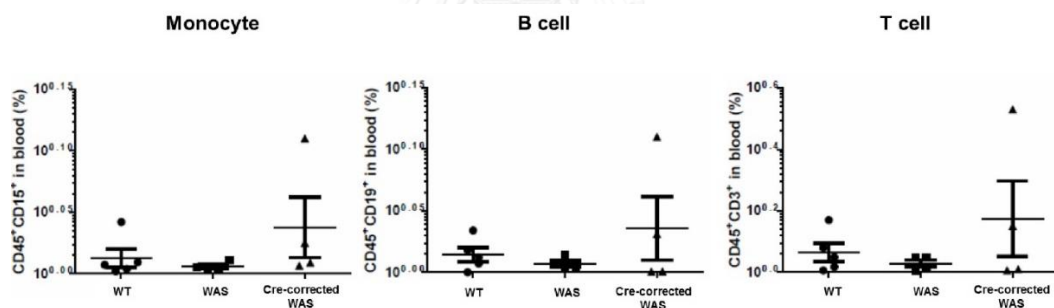 Monocyte
CD45⁺CD15⁺ in blood (%)
10^0.15
10^0.10
10^0.05
10^0.00
WT
WAS
Cre-corrected
WAS
B cell
CD45⁺CD19⁺ in blood (%)
10^0.15
10^0.10
10^0.05
10^0.00
WT
WAS
Cre-corrected
WAS
T cell
CD45⁺CD3⁺ in blood (%)
10^0.6
10^0.4
10^0.2
10^0.0
WT
WAS
Cre-corrected
WAS